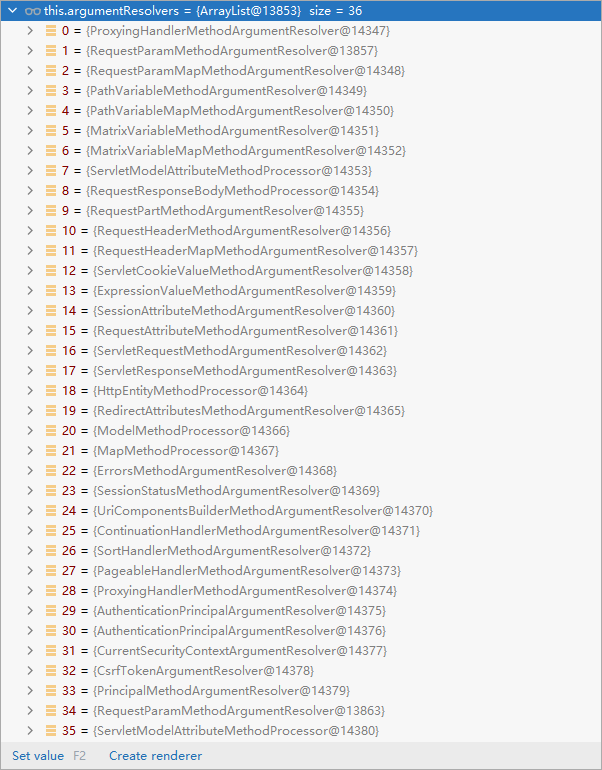 this.argumentResolvers = {ArrayList@13853} size = 36
0 = {ProxyingHandlerMethodArgumentResolver@14347}
1 = {RequestParamMethodArgumentResolver@13857}
2 = {RequestParamMapMethodArgumentResolver@14348}
3 = {PathVariableMethodArgumentResolver@14349}
4 = {PathVariableMapMethodArgumentResolver@14350}
5 = {MatrixVariableMethodArgumentResolver@14351}
6 = {MatrixVariableMapMethodArgumentResolver@14352}
7 = {ServletModelAttributeMethodProcessor@14353}
8 = {RequestResponseBodyMethodProcessor@14354}
9 = {RequestPartMethodArgumentResolver@14355}
10 = {RequestHeaderMethodArgumentResolver@14356}
11 = {RequestHeaderMapMethodArgumentResolver@14357}
12 = {ServletCookieValueMethodArgumentResolver@14358}
13 = {ExpressionValueMethodArgumentResolver@14359}
14 = {SessionAttributeMethodArgumentResolver@14360}
15 = {RequestAttributeMethodArgumentResolver@14361}
16 = {ServletRequestMethodArgumentResolver@14362}
17 = {ServletResponseMethodArgumentResolver@14363}
18 = {HttpEntityMethodProcessor@14364}
19 = {RedirectAttributesMethodArgumentResolver@14365}
20 = {ModelMethodProcessor@14366}
21 = {MapMethodProcessor@14367}
22 = {ErrorsMethodArgumentResolver@14368}
23 = {SessionStatusMethodArgumentResolver@14369}
24 = {UriComponentsBuilderMethodArgumentResolver@14370}
25 = {ContinuationHandlerMethodArgumentResolver@14371}
26 = {SortHandlerMethodArgumentResolver@14372}
27 = {PageableHandlerMethodArgumentResolver@14373}
28 = {ProxyingHandlerMethodArgumentResolver@14374}
29 = {AuthenticationPrincipalArgumentResolver@14375}
30 = {AuthenticationPrincipalArgumentResolver@14376}
31 = {CurrentSecurityContextArgumentResolver@14377}
32 = {CsrfTokenArgumentResolver@14378}
33 = {PrincipalMethodArgumentResolver@14379}
34 = {RequestParamMethodArgumentResolver@13863}
35 = {ServletModelAttributeMethodProcessor@14380}
Set value F2 Create renderer